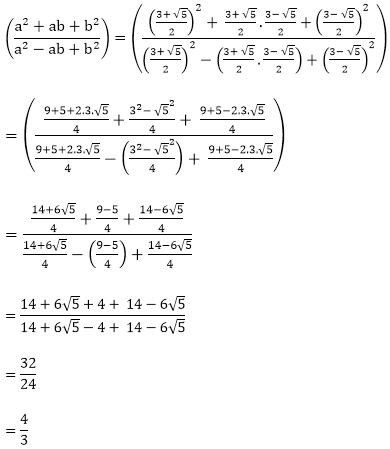 (a² + ab + b² / a² − ab + b²) = (((3+√5)/2)² + (3+√5)/2 . (3−√5)/2 + ((3−√5)/2)² / ((3+√5)/2)² − ((3+√5)/2 . (3−√5)/2) + ((3−√5)/2)²)
= ((9+5+2.3.√5)/4 + (3²−√5²)/4 + (9+5−2.3.√5)/4 / (9+5+2.3.√5)/4 − ((3²−√5²)/4) + (9+5−2.3.√5)/4)
= (14+6√5)/4 + (9−5)/4 + (14−6√5)/4 / (14+6√5)/4 − ((9−5)/4) + (14−6√5)/4
= 14 + 6√5 + 4 + 14 − 6√5 / 14 + 6√5 − 4 + 14 − 6√5
= 32/24
= 4/3